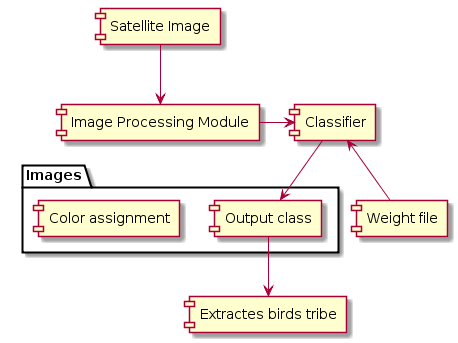 Satellite Image
Image Processing Module
Classifier
Images
Color assignment
Output class
Weight file
Extractes birds tribe